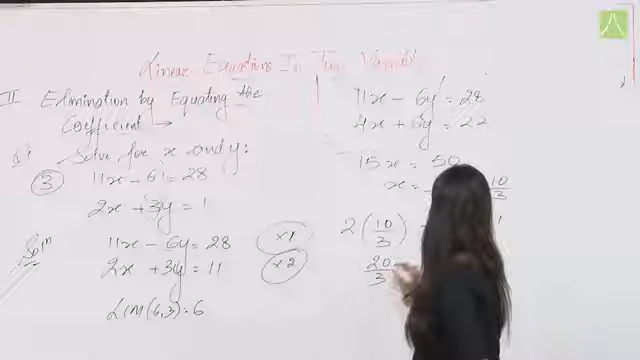 Linear Equations In Two Variable
II Elimination by Equating the
Coefficient →
Solve for x and y:
③ 11x - 6y = 28
2x + 3y = 1
Solⁿ 11x - 6y = 28 ×1
2x + 3y = 11 ×2
LCM(6,3) = 6
11x - 6y = 28
4x + 6y = 22
15x = 50
x = 10/3
2(10/3)
20/3